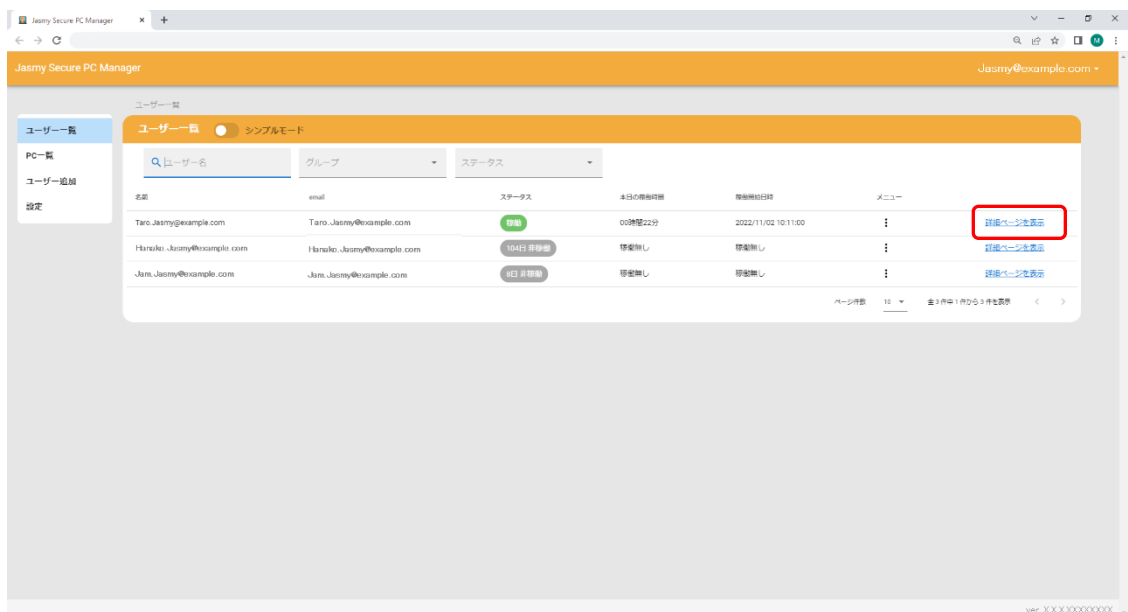 Jasmy Secure PC Manager
M
Jasmy Secure PC Manager
Jasmy@example.com
ユーザー一覧
ユーザー一覧
PC一覧
ユーザー追加
設定
ユーザー一覧 シンプルモード
ユーザー名 グループ ステータス
名前 email ステータス 本日の稼働時間 稼働開始日時 メニュー
Taro.Jasmy@example.com Taro.Jasmy@example.com 稼働 00時間22分 2022/11/02 10:11:00 詳細ページを表示
Hanako.Jasmy@example.com Hanako.Jasmy@example.com 104日 非稼働 稼働無し 稼働無し 詳細ページを表示
Jam.Jasmy@example.com Jam.Jasmy@example.com 8日 非稼働 稼働無し 稼働無し 詳細ページを表示
ページ件数 10 全3件中1件から3件を表示